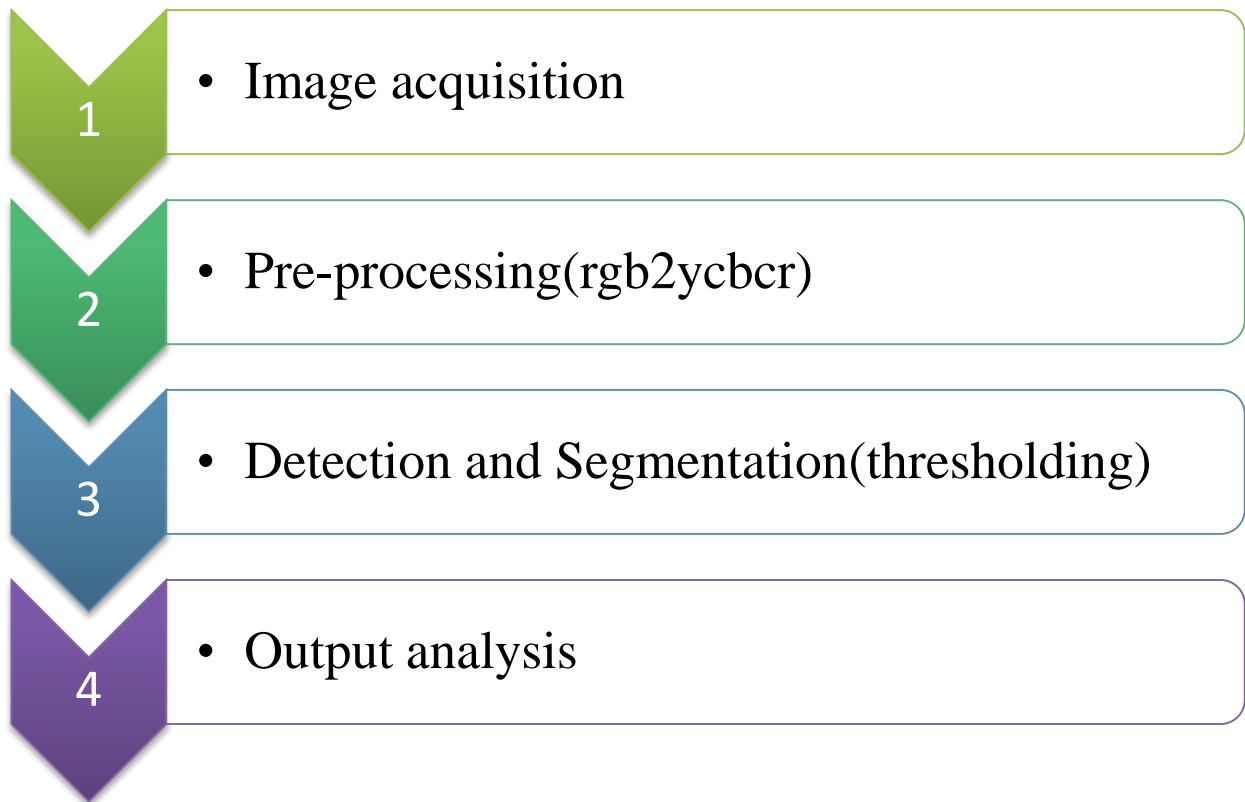 1
• Image acquisition
2
• Pre-processing(rgb2ycbcr)
3
• Detection and Segmentation(thresholding)
4
• Output analysis